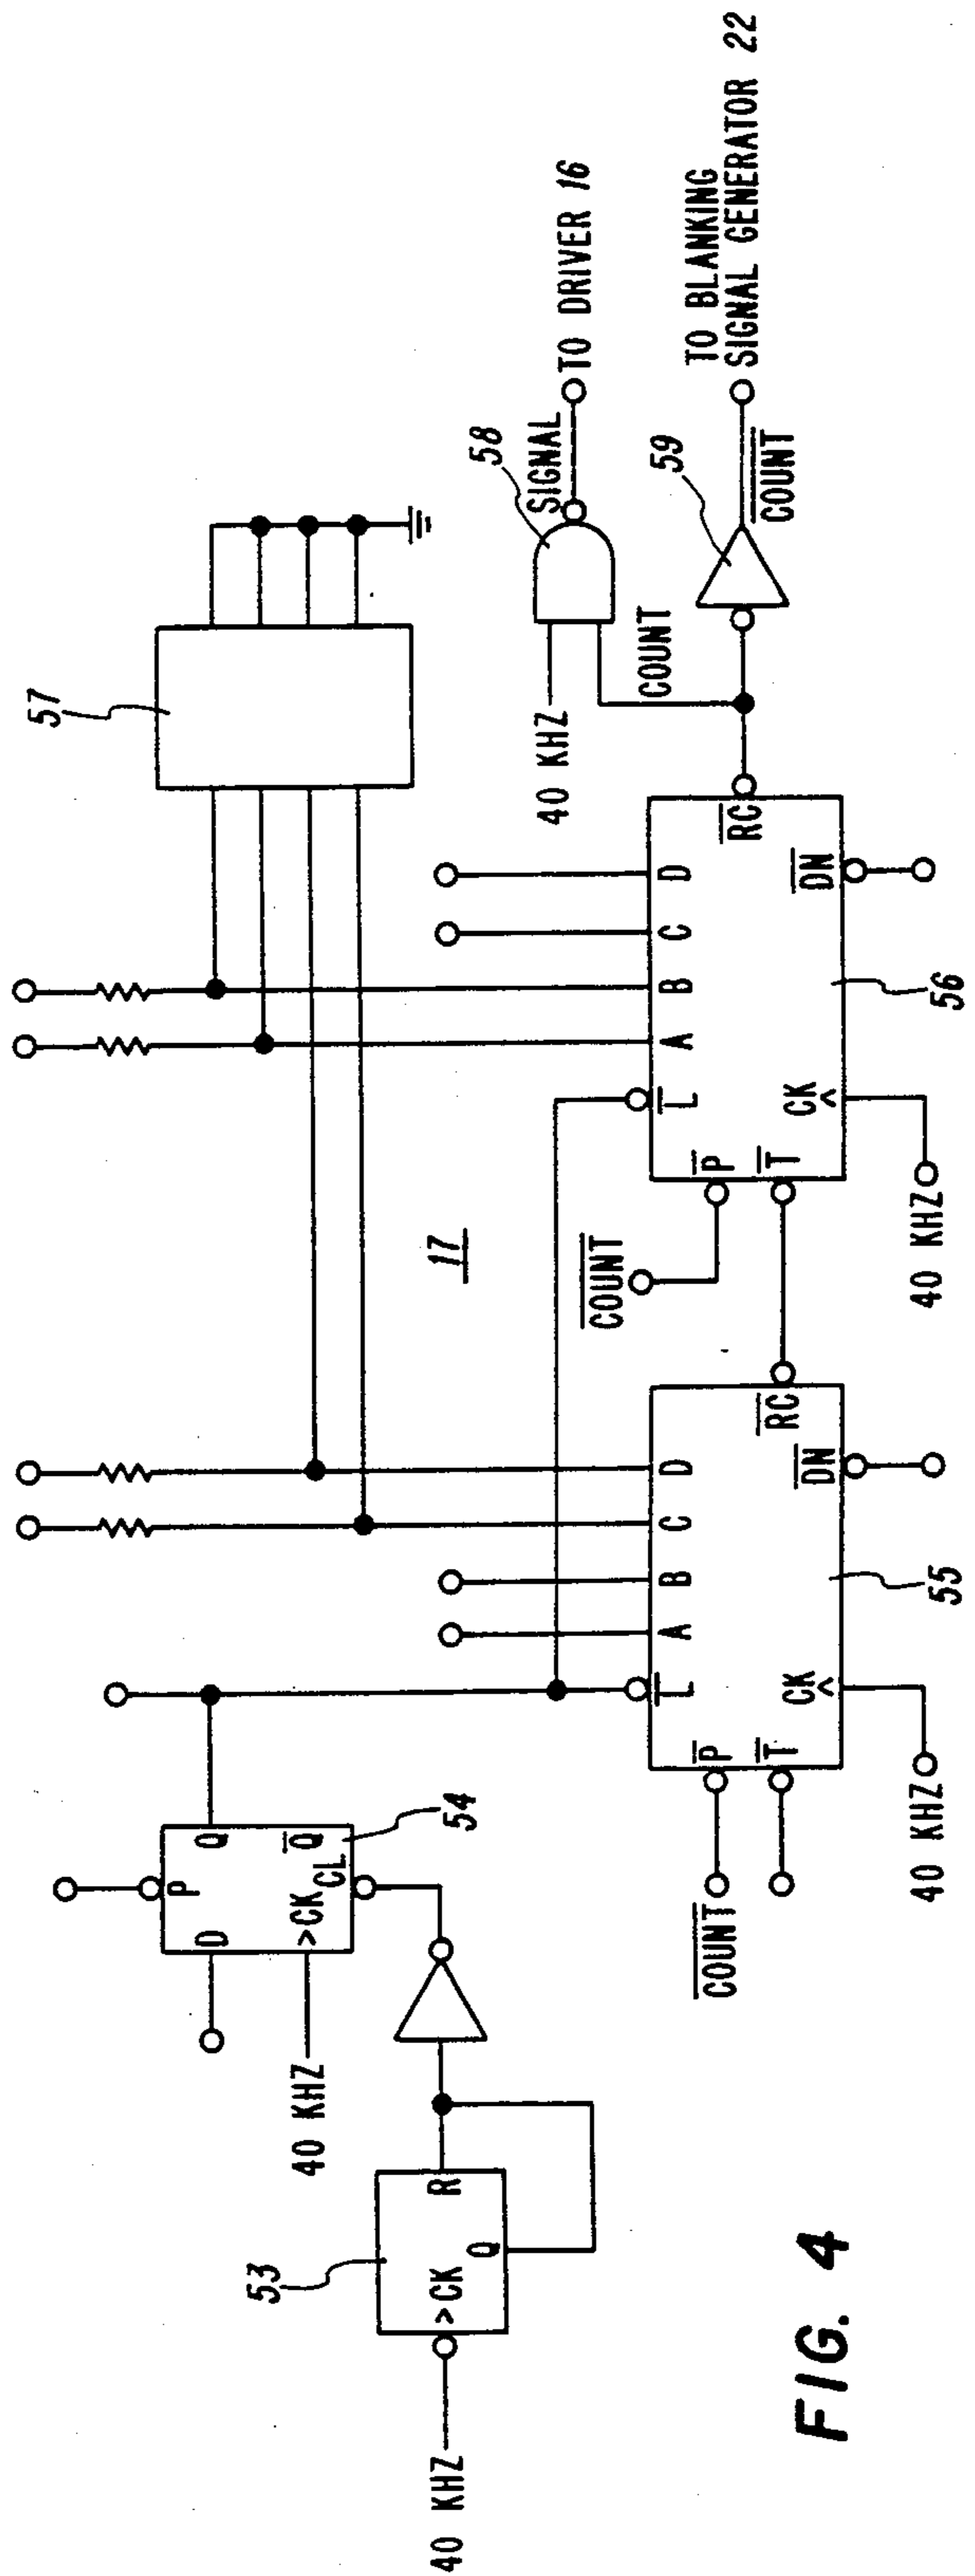 57
P
D
Q
>CK
Q̅
CL
54
40 KHZ
53
>CK
R
Q
40 KHZ
17
58
SIGNAL
TO DRIVER 16
40 KHZ
COUNT
59
COUNT
TO BLANKING
SIGNAL GENERATOR 22
COUNT
L̅
A
B
C
D
P̅
T̅
RC
CK
DN
55
40 KHZ
COUNT
L̅
A
B
C
D
P̅
T̅
RC
CK
DN
56
40 KHZ
FIG. 4